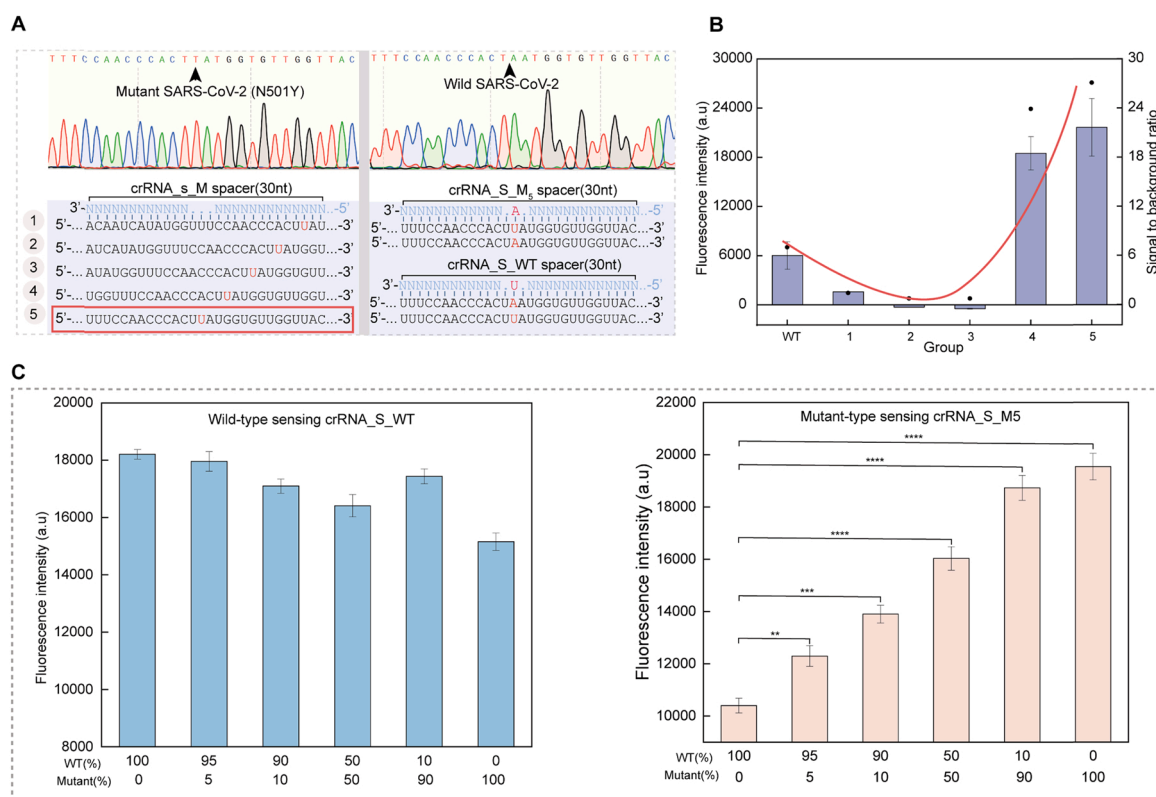 A
T T T C C A A C C C A C T T A T G G T G T T G G T T A C
Mutant SARS-CoV-2 (N501Y)
T T T C C A A C C C A C T A A T G G T G T T G G T T A C
Wild SARS-CoV-2
crRNA_s_M spacer(30nt)
1
5'-...ACAAUCAUAUGGUUUCCAACCCACUUAU...-3'
2
5'-...AUCAUAUGGUUUCCAACCCACUUAUGGU...-3'
3
5'-...AUAUGGUUUCCAACCCACUUAUGGUGUU...-3'
4
5'-...UGGUUUCCAACCCACUUAUGGUGUUGGU...-3'
5
5'-...UUUCCAACCCACUUAUGGUGUUGGUUAC...-3'
crRNA_S_M5 spacer(30nt)
5'-...UUUCCAACCCACUUAUGGUGUUGGUUAC...-3'
5'-...UUUCCAACCCACUAAUGGUGUUGGUUAC...-3'
crRNA_S_WT spacer(30nt)
5'-...UUUCCAACCCACUAAUGGUGUUGGUUAC...-3'
5'-...UUUCCAACCCACUUAUGGUGUUGGUUAC...-3'
B
Fluorescence intensity (a.u)
30000
24000
18000
12000
6000
0
Signal to background ratio
30
24
18
12
6
0
WT 1 2 3 4 5
Group
C
Wild-type sensing crRNA_S_WT
Fluorescence intensity (a.u)
20000
18000
16000
14000
12000
10000
8000
WT(%) 100 95 90 50 10 0
Mutant(%) 0 5 10 50 90 100
Mutant-type sensing crRNA_S_M5
Fluorescence intensity (a.u)
22000
20000
18000
16000
14000
12000
10000
****
****
****
***
**
WT(%) 100 95 90 50 10 0
Mutant(%) 0 5 10 50 90 100